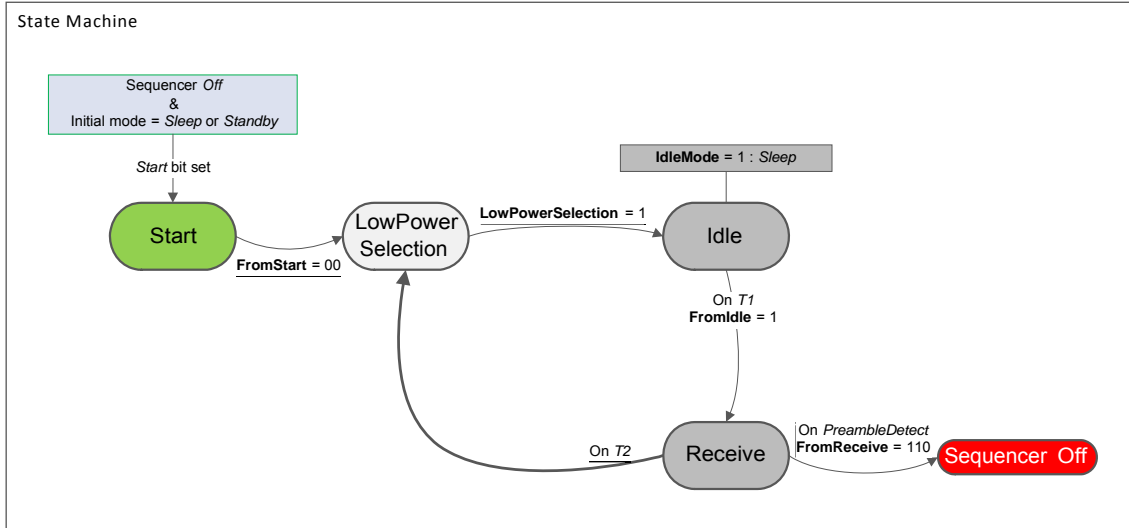 State Machine
Sequencer Off
&
Initial mode = Sleep or Standby
Start bit set
IdleMode = 1 : Sleep
Start
FromStart = 00
LowPower
Selection
LowPowerSelection = 1
Idle
On T1
FromIdle = 1
On T2
Receive
On PreambleDetect
FromReceive = 110
Sequencer Off